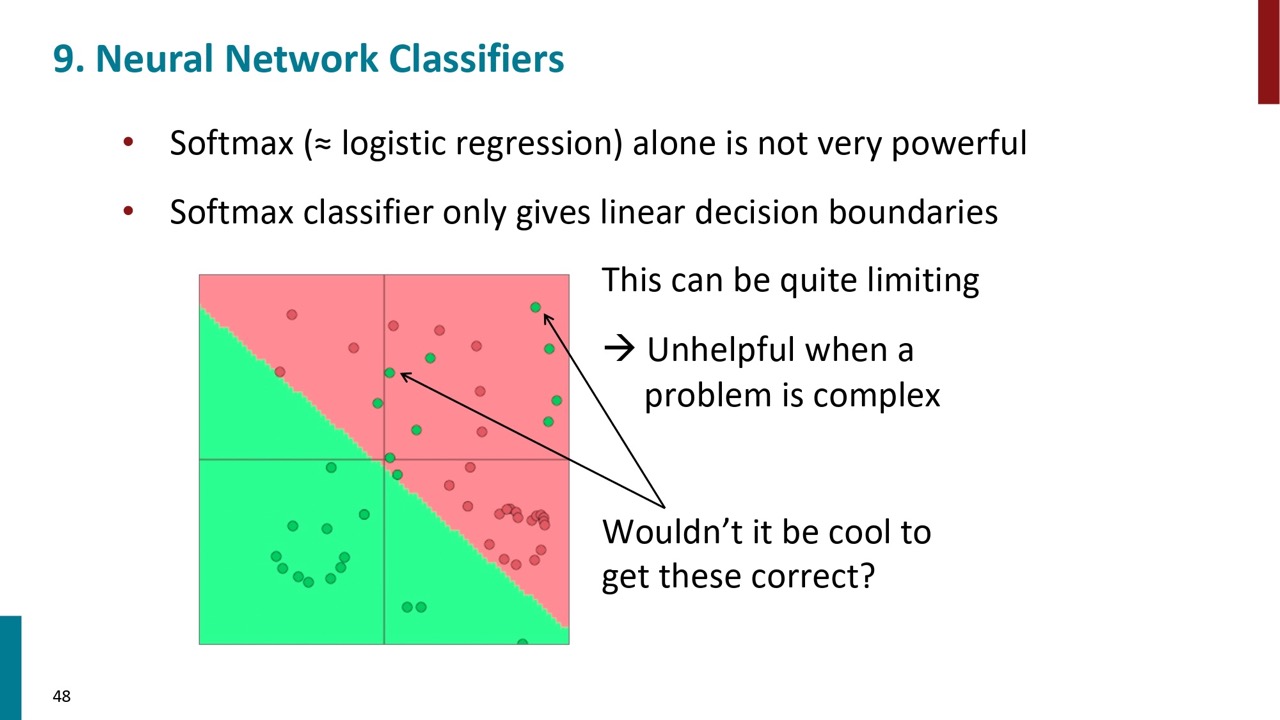 9. Neural Network Classifiers
• Softmax (≈ logistic regression) alone is not very powerful
• Softmax classifier only gives linear decision boundaries
This can be quite limiting
→ Unhelpful when a
problem is complex
Wouldn’t it be cool to
get these correct?
48